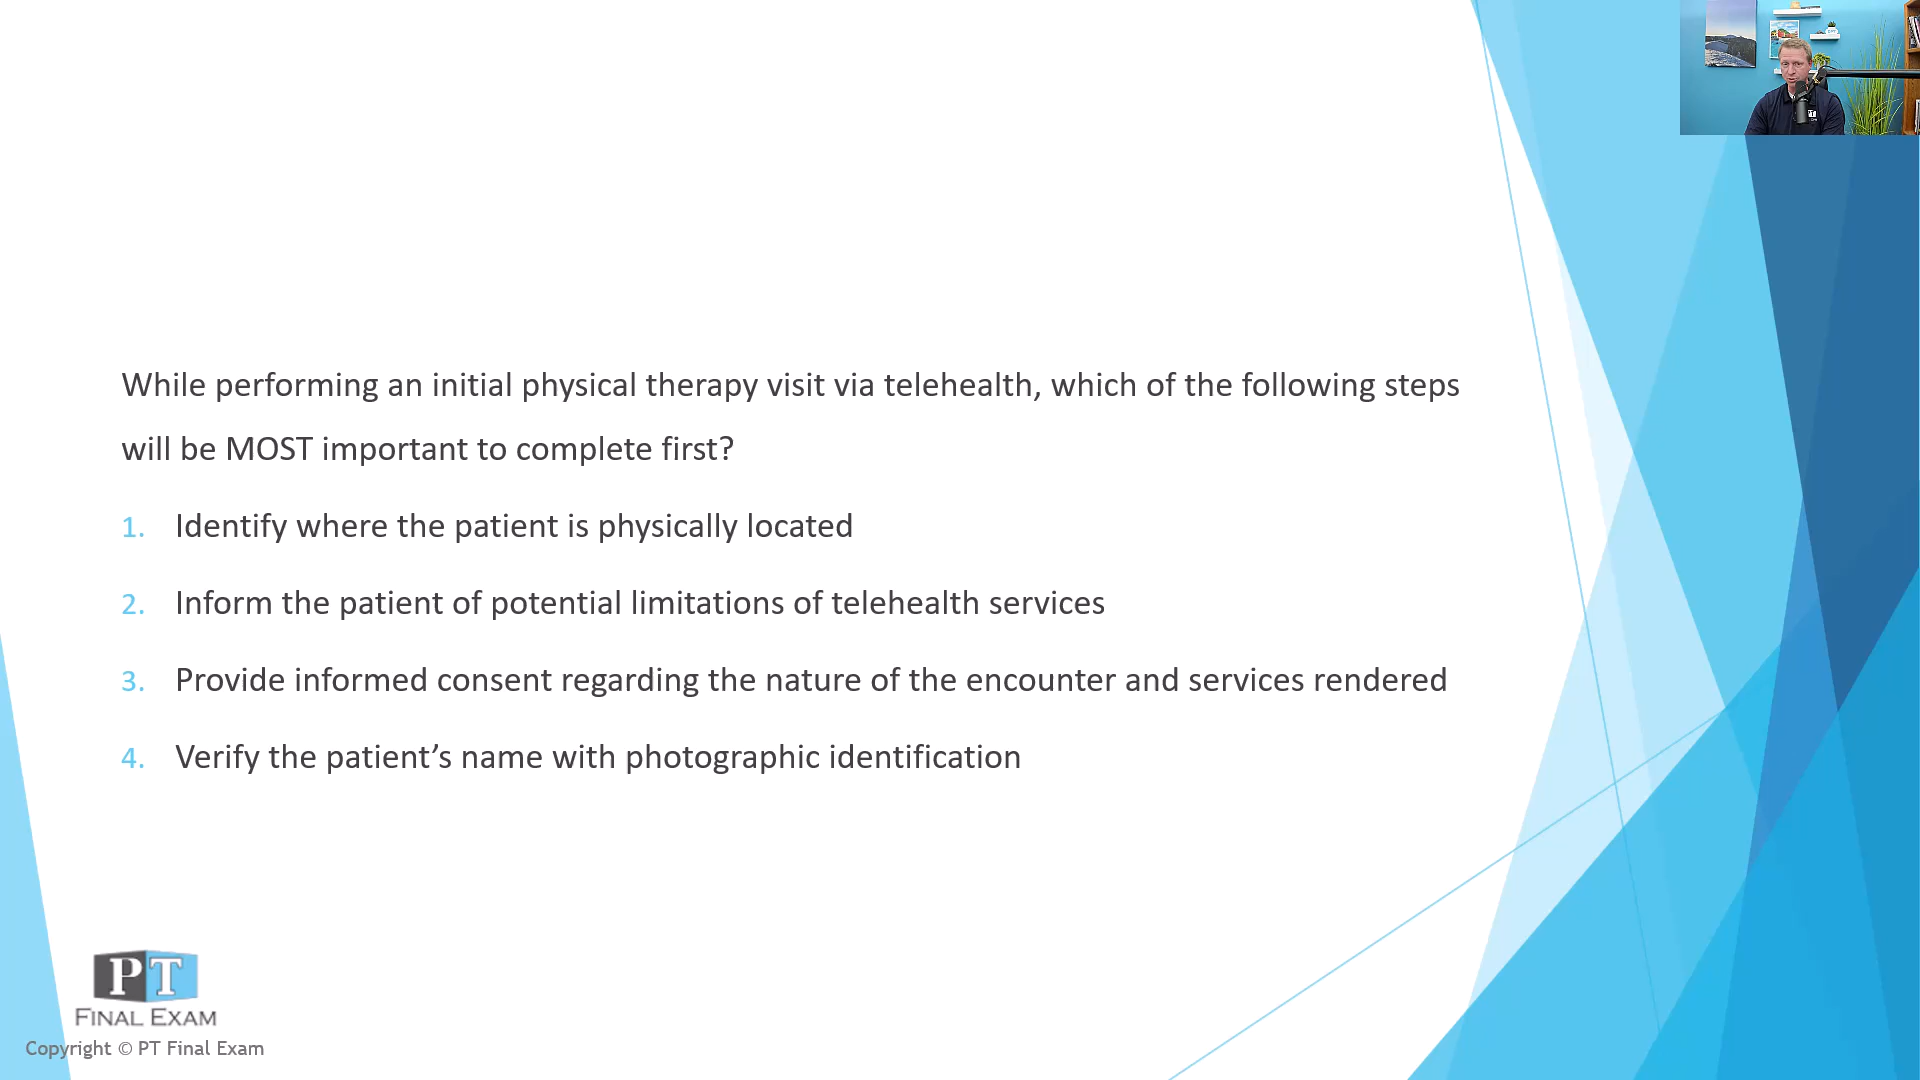 While performing an initial physical therapy visit via telehealth, which of the following steps
will be MOST important to complete first?
1. Identify where the patient is physically located
2. Inform the patient of potential limitations of telehealth services
3. Provide informed consent regarding the nature of the encounter and services rendered
4. Verify the patient’s name with photographic identification
PT
FINAL EXAM
Copyright © PT Final Exam